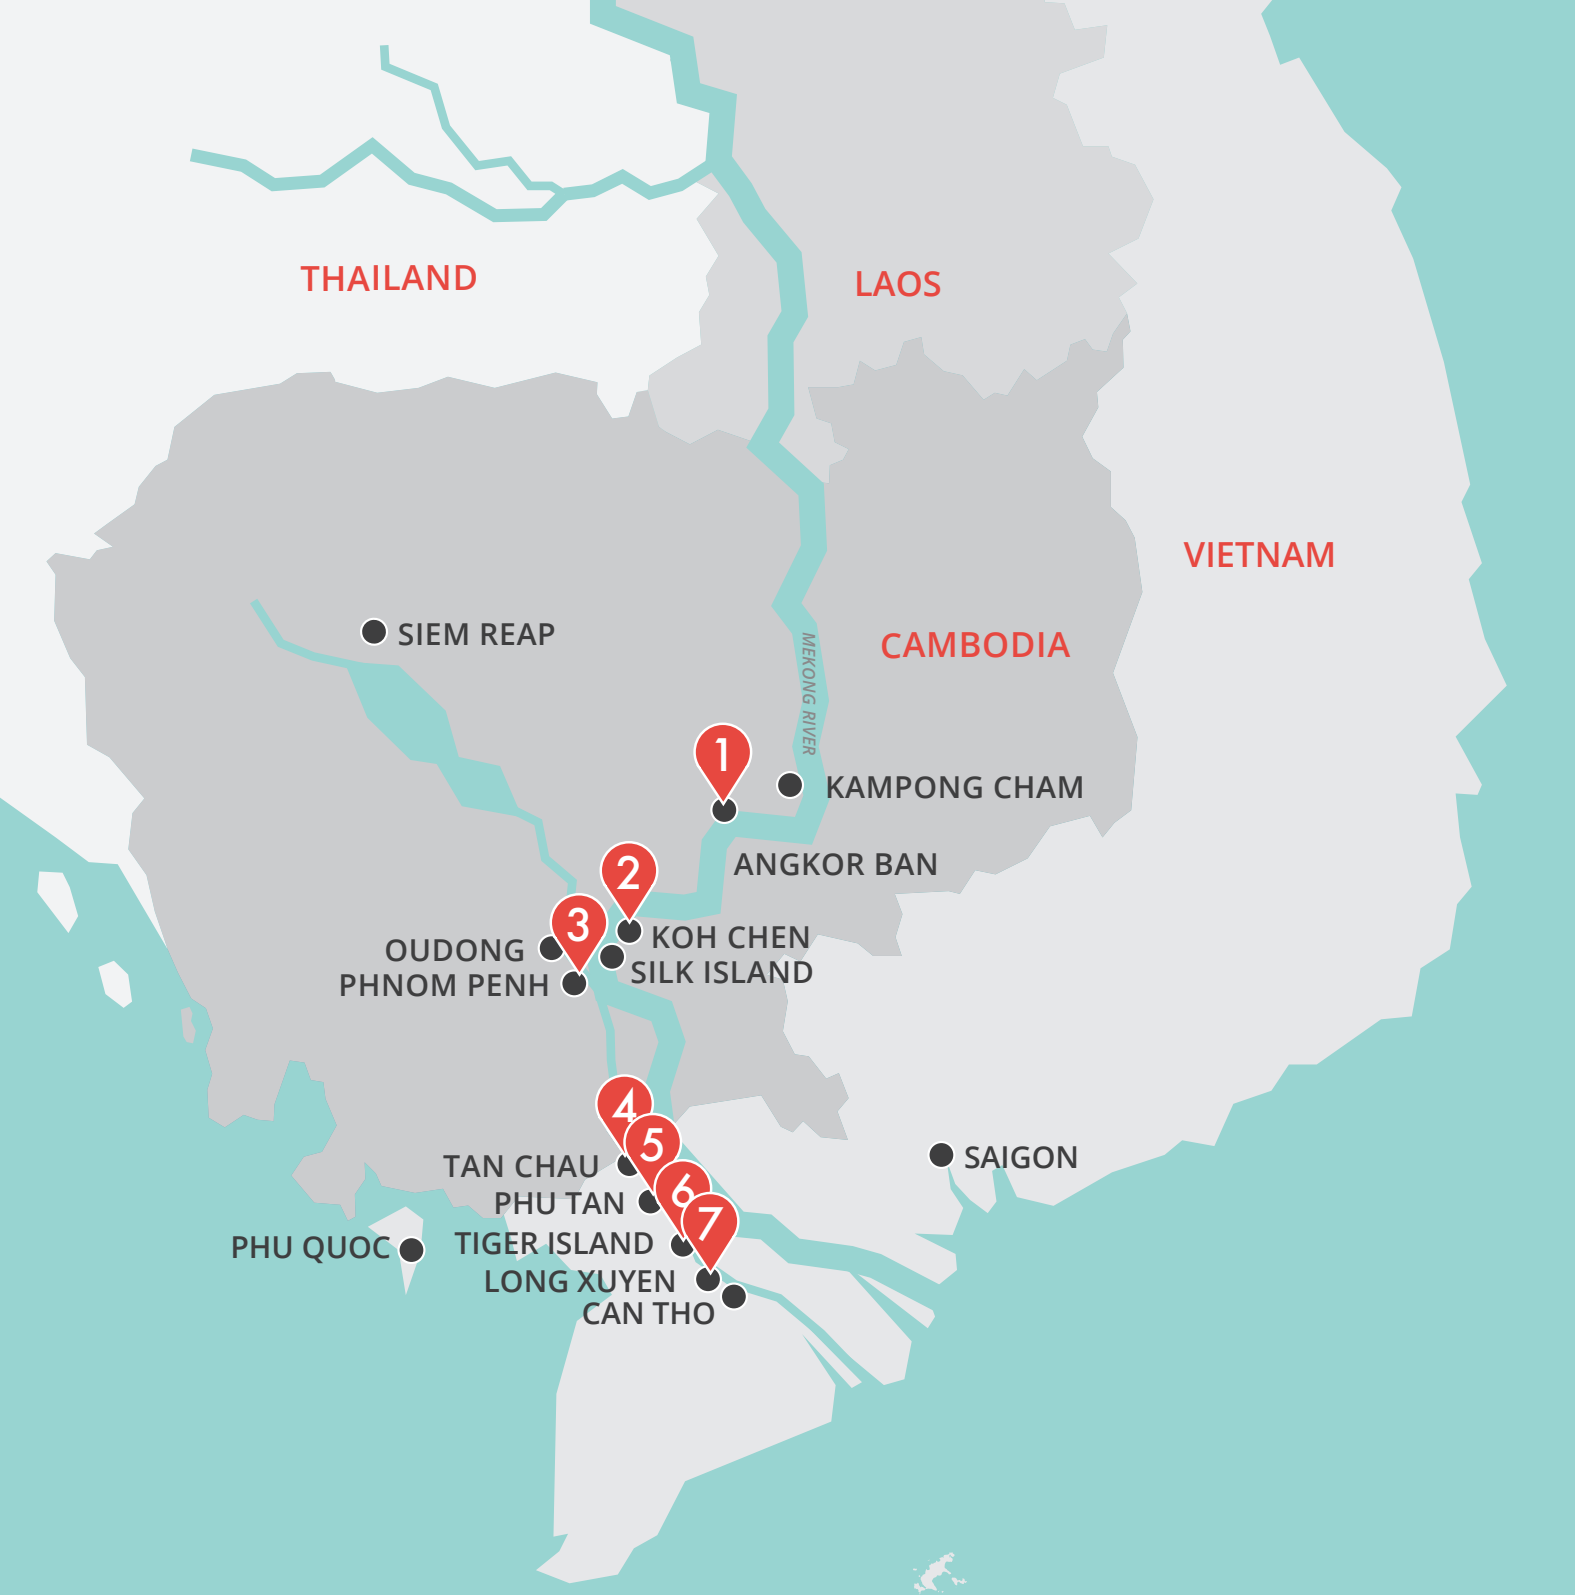 THAILAND
LAOS
VIETNAM
SIEM REAP
CAMBODIA
MEKONG RIVER
1
KAMPONG CHAM
ANGKOR BAN
2
3
KOH CHEN
OUDONG
SILK ISLAND
PHNOM PENH
4
5
TAN CHAU
SAIGON
6
PHU TAN
7
TIGER ISLAND
PHU QUOC
LONG XUYEN
CAN THO